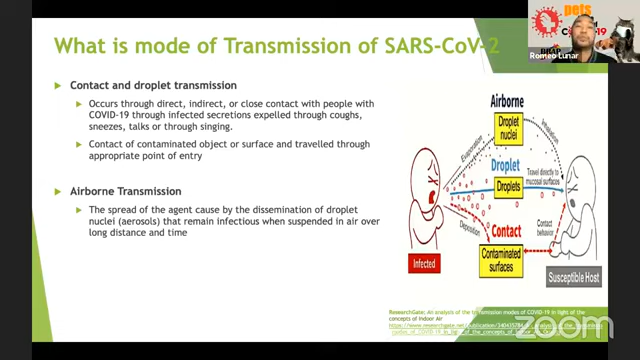 What is mode of Transmission of SARS-CoV-2
pets
Romeo Lunar
Contact and droplet transmission
Occurs through direct, indirect, or close contact with people with
COVID-19 through infected secretions expelled through coughs,
sneezes, talks or through singing.
Contact of contaminated object or surface and travelled through
appropriate point of entry
Airborne Transmission
The spread of the agent cause by the dissemination of droplet
nuclei (aerosols) that remain infectious when suspended in air over
long distance and time
Airborne
Droplet
nuclei
Evaporation
Inhalation
Droplet
Droplets
Travel directly to
mucosal surfaces
Contact
Deposition
Contact
behavior
Contaminated
surfaces
Infected
Susceptible Host
ResearchGate: An analysis of the transmission modes of COVID-19 in light of the
concepts of Indoor Air
zoom